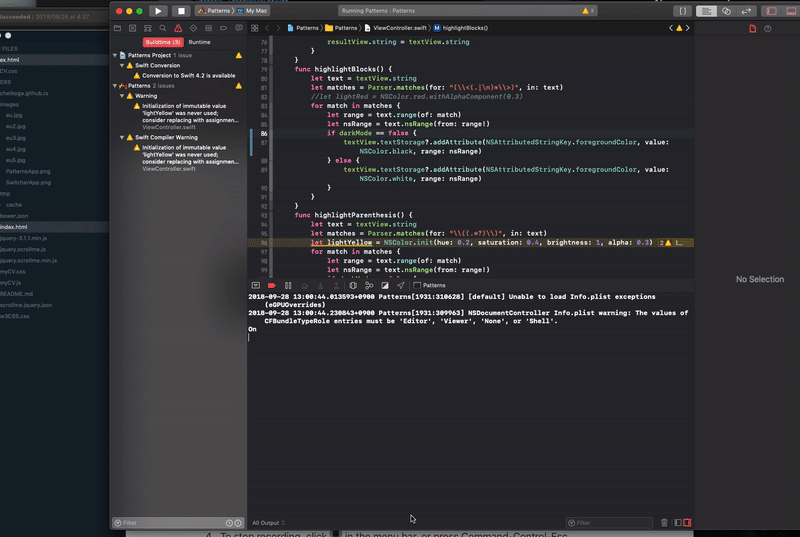 Succeeded | 2018/09/26 at 4:37
FILES
ex.html
CV.css
ERS
chelkoga.github.io
mages
eu.jpg
eu2.jpg
eu3.jpg
eu4.jpg
eu5.jpg
PatternsApp.png
SwitcherApp.png
tmp
cache
bower.json
index.html
jquery-3.1.1.min.js
jquery.scrollme.js
jquery.scrollme.min.js
myCV.css
myCV.js
README.md
scrollme.jquery.json
w3CSS.css
Patterns
My Mac
Running Patterns : Patterns
3
Patterns
Patterns
ViewController.swift
highlightBlocks()
Buildtime (3)
Runtime
Patterns Project 1 issue
Swift Conversion
Conversion to Swift 4.2 is available
Patterns 2 issues
Warning
Initialization of immutable value 'lightYellow' was never used; consider replacing with assignmen...
ViewController.swift
Swift Compiler Warning
Initialization of immutable value 'lightYellow' was never used; consider replacing with assignmen...
ViewController.swift
Filter
76 resultView.string = textView.string
77 }
78 }
79 func highlightBlocks() {
80 let text = textView.string
81 let matches = Parser.matches(for: "(\\<(.|\n)*\\>)", in: text)
82 //let lightRed = NSColor.red.withAlphaComponent(0.3)
83 for match in matches {
84 let range = text.range(of: match)
85 let nsRange = text.nsRange(from: range!)
86 if darkMode == false {
87 textView.textStorage?.addAttribute(NSAttributedStringKey.foregroundColor, value:
NSColor.black, range: nsRange)
88 } else {
89 textView.textStorage?.addAttribute(NSAttributedStringKey.foregroundColor, value:
NSColor.white, range: nsRange)
90 }
91 }
92 }
93 func highlightParenthesis() {
94 let text = textView.string
95 let matches = Parser.matches(for: "\\((.*?)\\)", in: text)
96 let lightYellow = NSColor.init(hue: 0.2, saturation: 0.4, brightness: 1, alpha: 0.3) 2
97 for match in matches {
98 let range = text.range(of: match)
99 let nsRange = text.nsRange(from: range!)
Patterns
2018-09-28 13:00:44.013593+0900 Patterns[1931:310628] [default] Unable to load Info.plist exceptions
(eGPUOverrides)
2018-09-28 13:00:44.230843+0900 Patterns[1931:309963] NSDocumentController Info.plist warning: The values of
CFBundleTypeRole entries must be 'Editor', 'Viewer', 'None', or 'Shell'.
On
All Output
Filter
No Selection
4. To stop recording, click in the menu bar, or press Command-Control-Esc